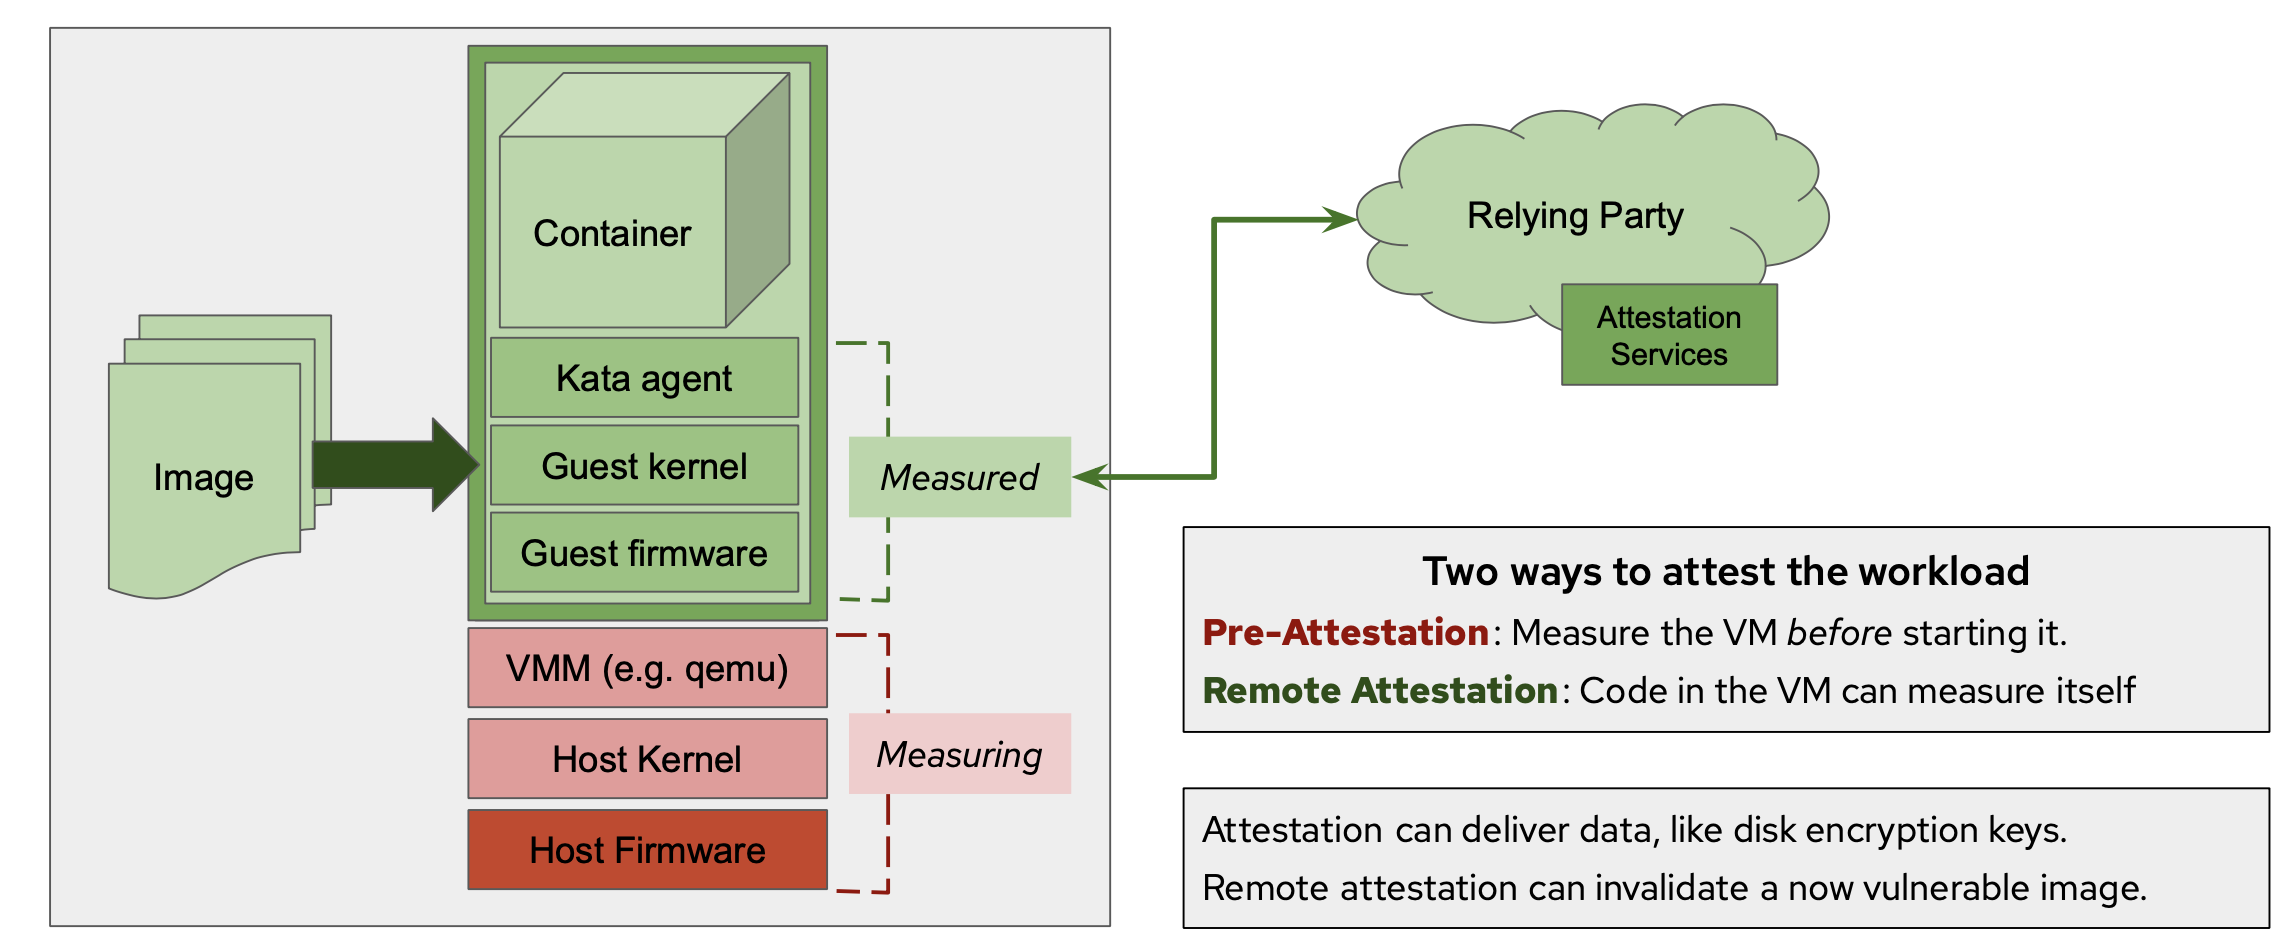 Container
Kata agent
Guest kernel
Guest firmware
Image
VMM (e.g. qemu)
Host Kernel
Host Firmware
Measured
Measuring
Relying Party
Attestation
Services
Two ways to attest the workload
Pre-Attestation: Measure the VM before starting it.
Remote Attestation: Code in the VM can measure itself
Attestation can deliver data, like disk encryption keys.
Remote attestation can invalidate a now vulnerable image.